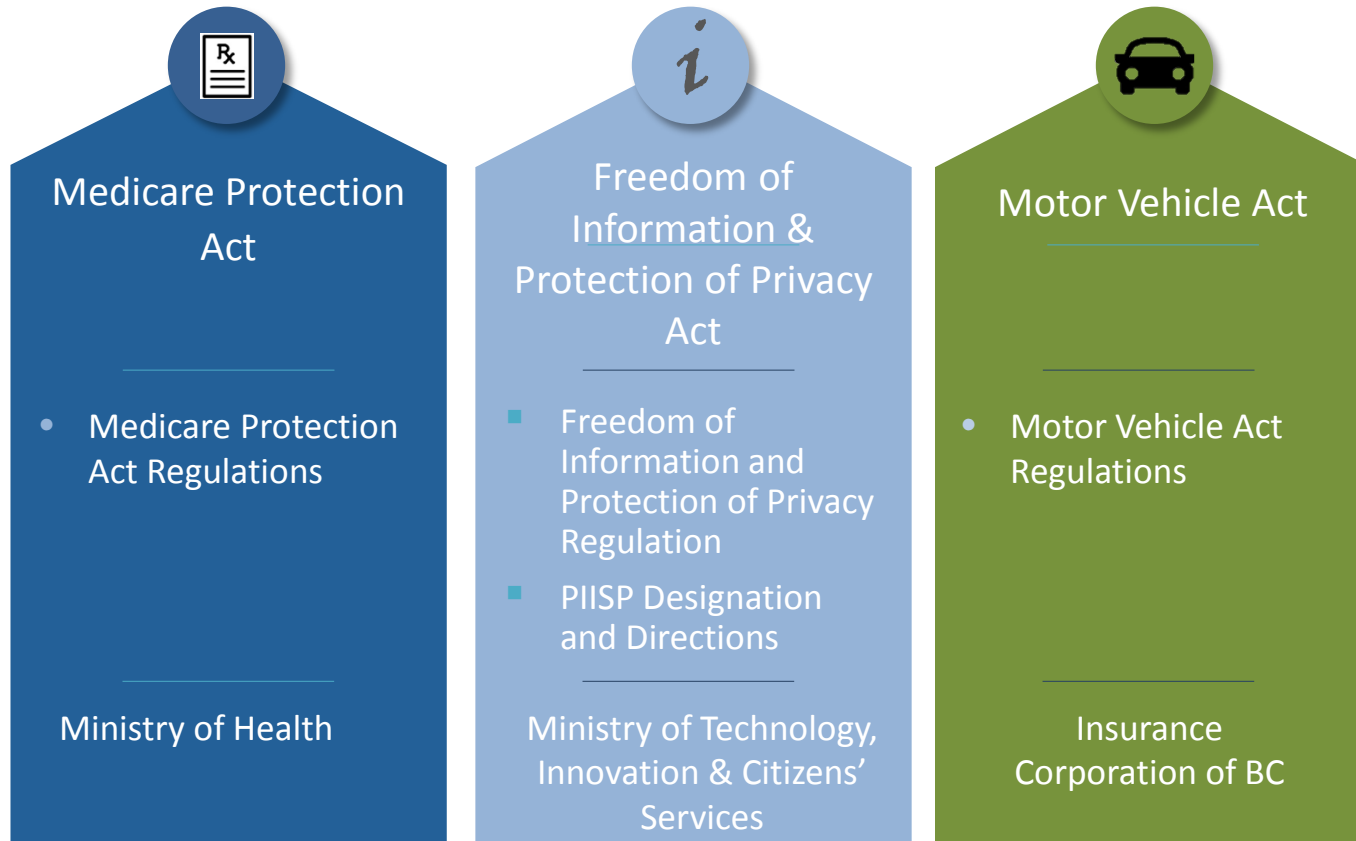 Rx
Medicare Protection
Act
• Medicare Protection
Act Regulations
Ministry of Health
i
Freedom of
Information &
Protection of Privacy
Act
▪ Freedom of
Information and
Protection of Privacy
Regulation
▪ PIISP Designation
and Directions
Ministry of Technology,
Innovation & Citizens’
Services
Motor Vehicle Act
• Motor Vehicle Act
Regulations
Insurance
Corporation of BC